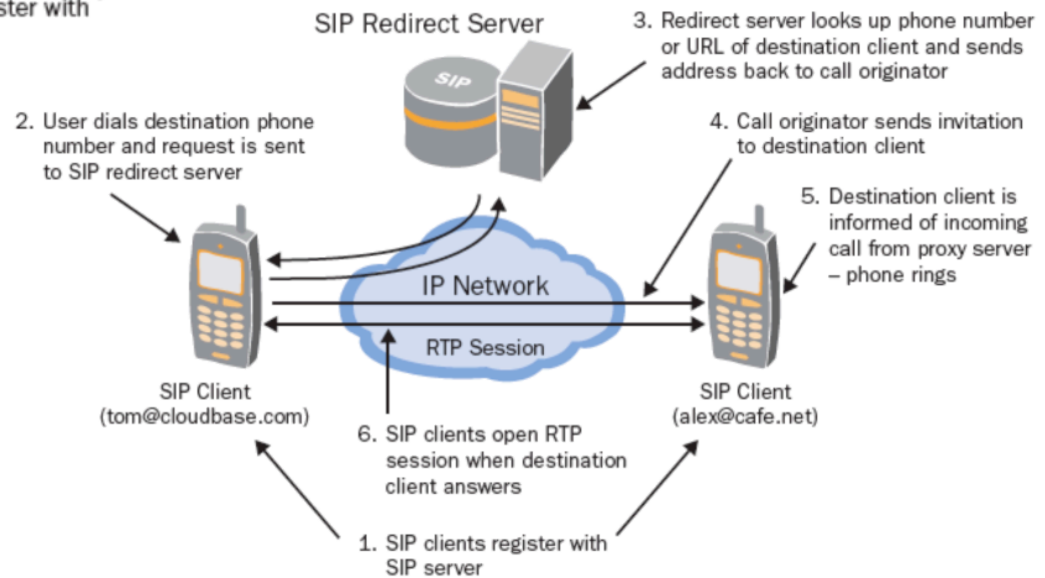 ster with
SIP Redirect Server
SIP
3. Redirect server looks up phone number
or URL of destination client and sends
address back to call originator
2. User dials destination phone
number and request is sent
to SIP redirect server
4. Call originator sends invitation
to destination client
5. Destination client is
informed of incoming
call from proxy server
– phone rings
IP Network
RTP Session
SIP Client
(tom@cloudbase.com)
SIP Client
(alex@cafe.net)
6. SIP clients open RTP
session when destination
client answers
1. SIP clients register with
SIP server